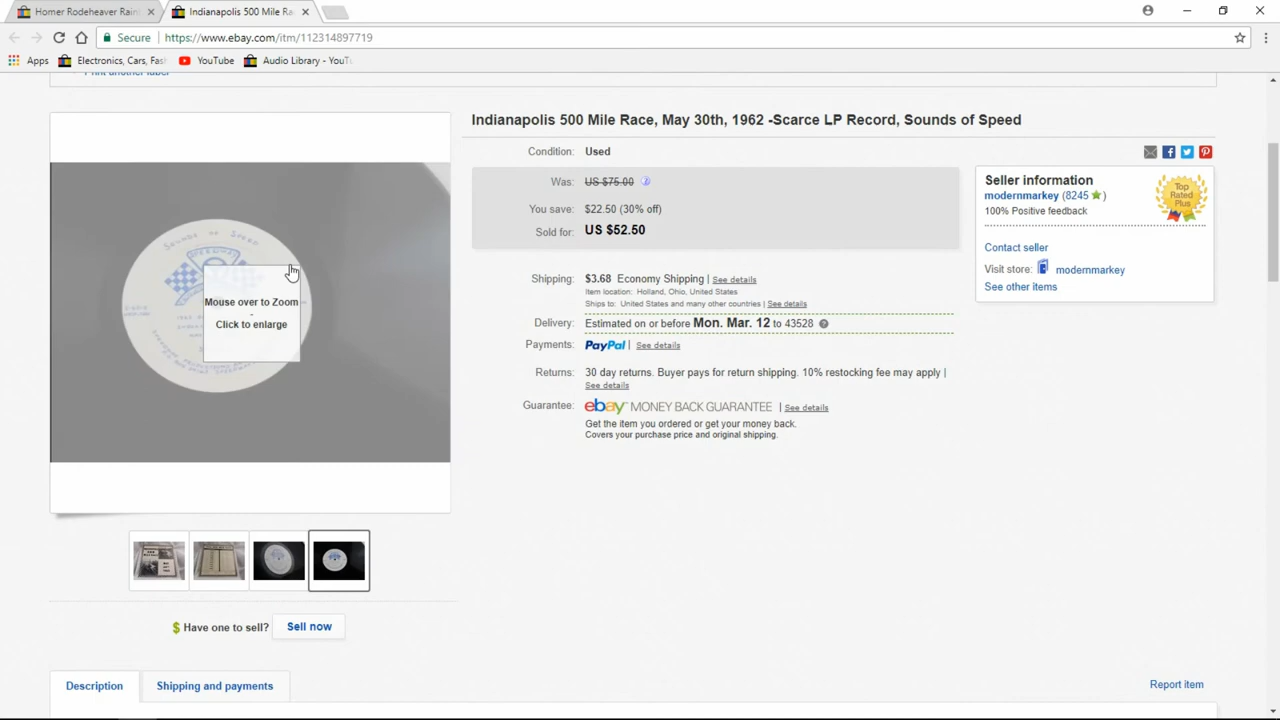 Homer Rodeheaver Rain
Indianapolis 500 Mile Ra
Secure
https://www.ebay.com/itm/112314897719
Apps
Electronics, Cars, Fas
YouTube
Audio Library - YouT
Print another label
Indianapolis 500 Mile Race, May 30th, 1962 -Scarce LP Record, Sounds of Speed
Condition: Used
Was: US $75.00
You save: $22.50 (30% off)
Sold for: US $52.50
Seller information
modernmarkey (8245 )
100% Positive feedback
Top
Rated
Plus
Contact seller
Visit store: modernmarkey
See other items
Shipping: $3.68 Economy Shipping | See details
Item location: Holland, Ohio, United States
Ships to: United States and many other countries | See details
Delivery: Estimated on or before Mon. Mar. 12 to 43528
Payments: PayPal | See details
Returns: 30 day returns. Buyer pays for return shipping. 10% restocking fee may apply |
See details
Guarantee: ebay MONEY BACK GUARANTEE | See details
Get the item you ordered or get your money back.
Covers your purchase price and original shipping.
Sounds of Speed
SPEEDWAY
Mouse over to Zoom
-
Click to enlarge
Have one to sell? Sell now
Description
Shipping and payments
Report item